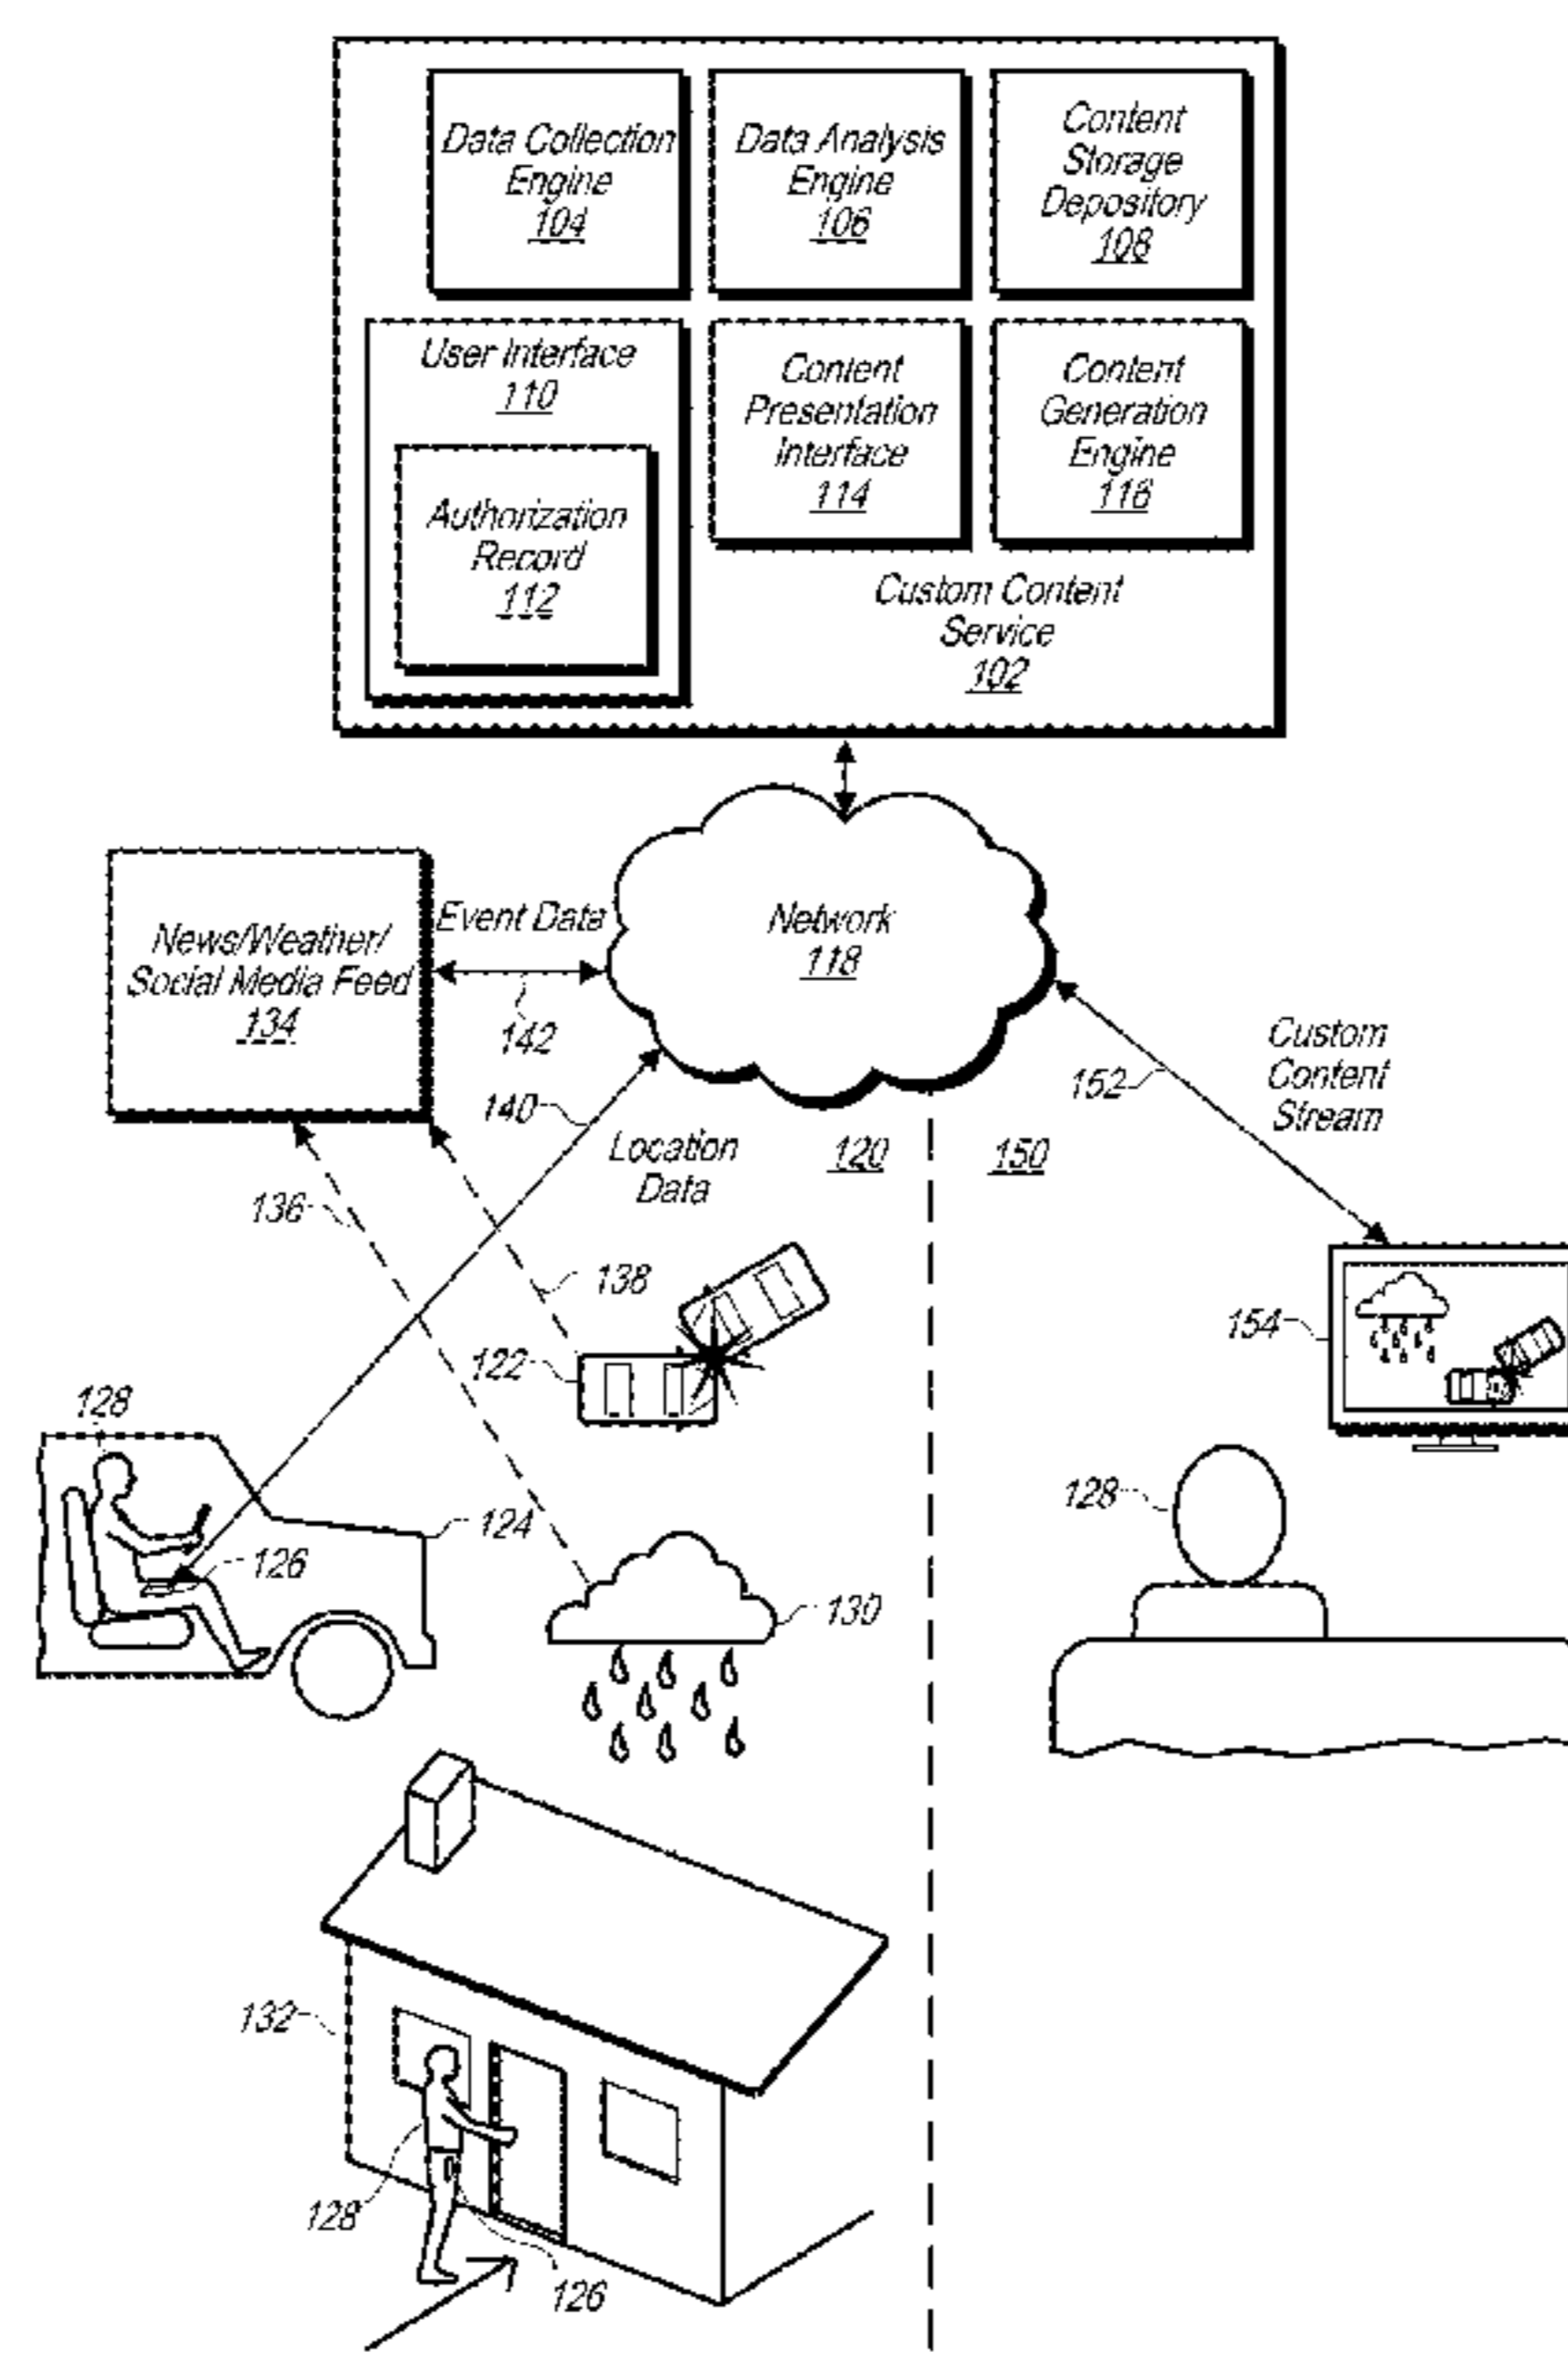 Data Collection
Engine
104
Data Analysis
Engine
106
Content
Storage
Depository
108
User Interface
110
Authorization
Record
112
Content
Presentation
Interface
114
Content
Generation
Engine
116
Custom Content
Service
102
News/Weather/
Social Media Feed
134
Event Data
142
Network
118
140
Location
Data
120
150
152
Custom
Content
Stream
136
138
122
154
128
124
126
128
130
132
128
126